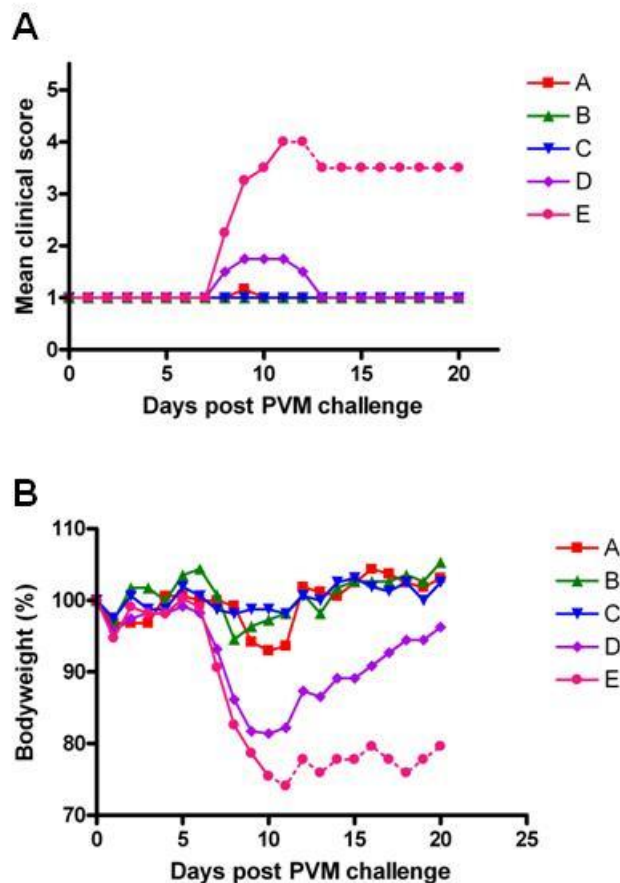 A
Mean clinical score
5
4
3
2
1
0
0 5 10 15 20
Days post PVM challenge
A
B
C
D
E
B
Bodyweight (%)
110
100
90
80
70
0 5 10 15 20 25
Days post PVM challenge
A
B
C
D
E